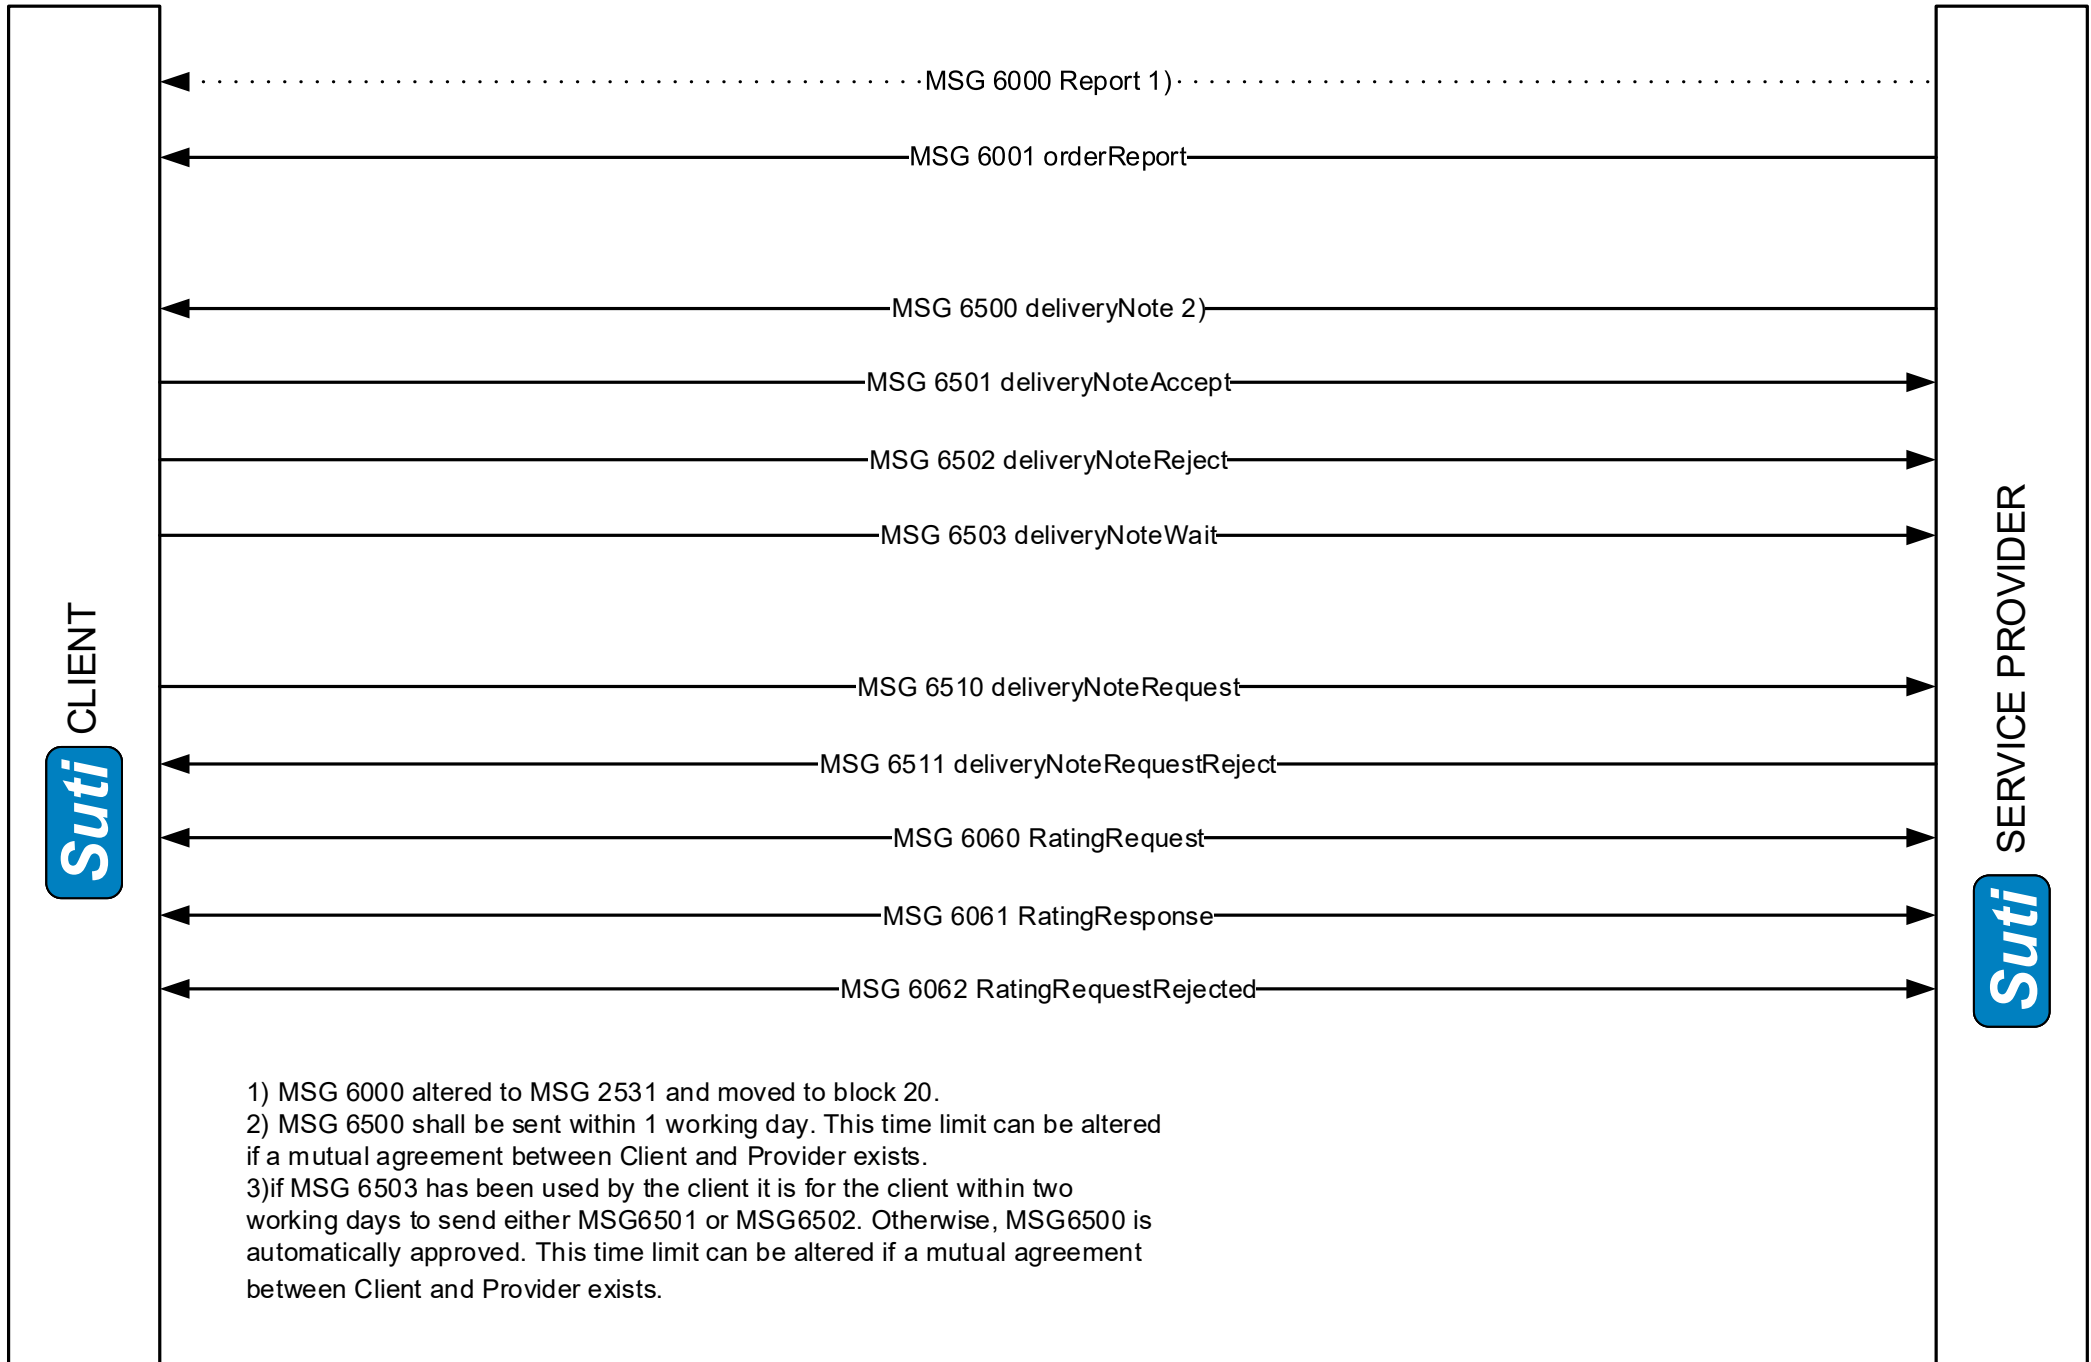 MSG 6000 Report 1)
MSG 6001 orderReport
MSG 6500 deliveryNote 2)
MSG 6501 deliveryNoteAccept
MSG 6502 deliveryNoteReject
MSG 6503 deliveryNoteWait
MSG 6510 deliveryNoteRequest
MSG 6511 deliveryNoteRequestReject
MSG 6060 RatingRequest
MSG 6061 RatingResponse
MSG 6062 RatingRequestRejected
Suti CLIENT
Suti SERVICE PROVIDER
1) MSG 6000 altered to MSG 2531 and moved to block 20.
2) MSG 6500 shall be sent within 1 working day. This time limit can be altered
if a mutual agreement between Client and Provider exists.
3)if MSG 6503 has been used by the client it is for the client within two
working days to send either MSG6501 or MSG6502. Otherwise, MSG6500 is
automatically approved. This time limit can be altered if a mutual agreement
between Client and Provider exists.